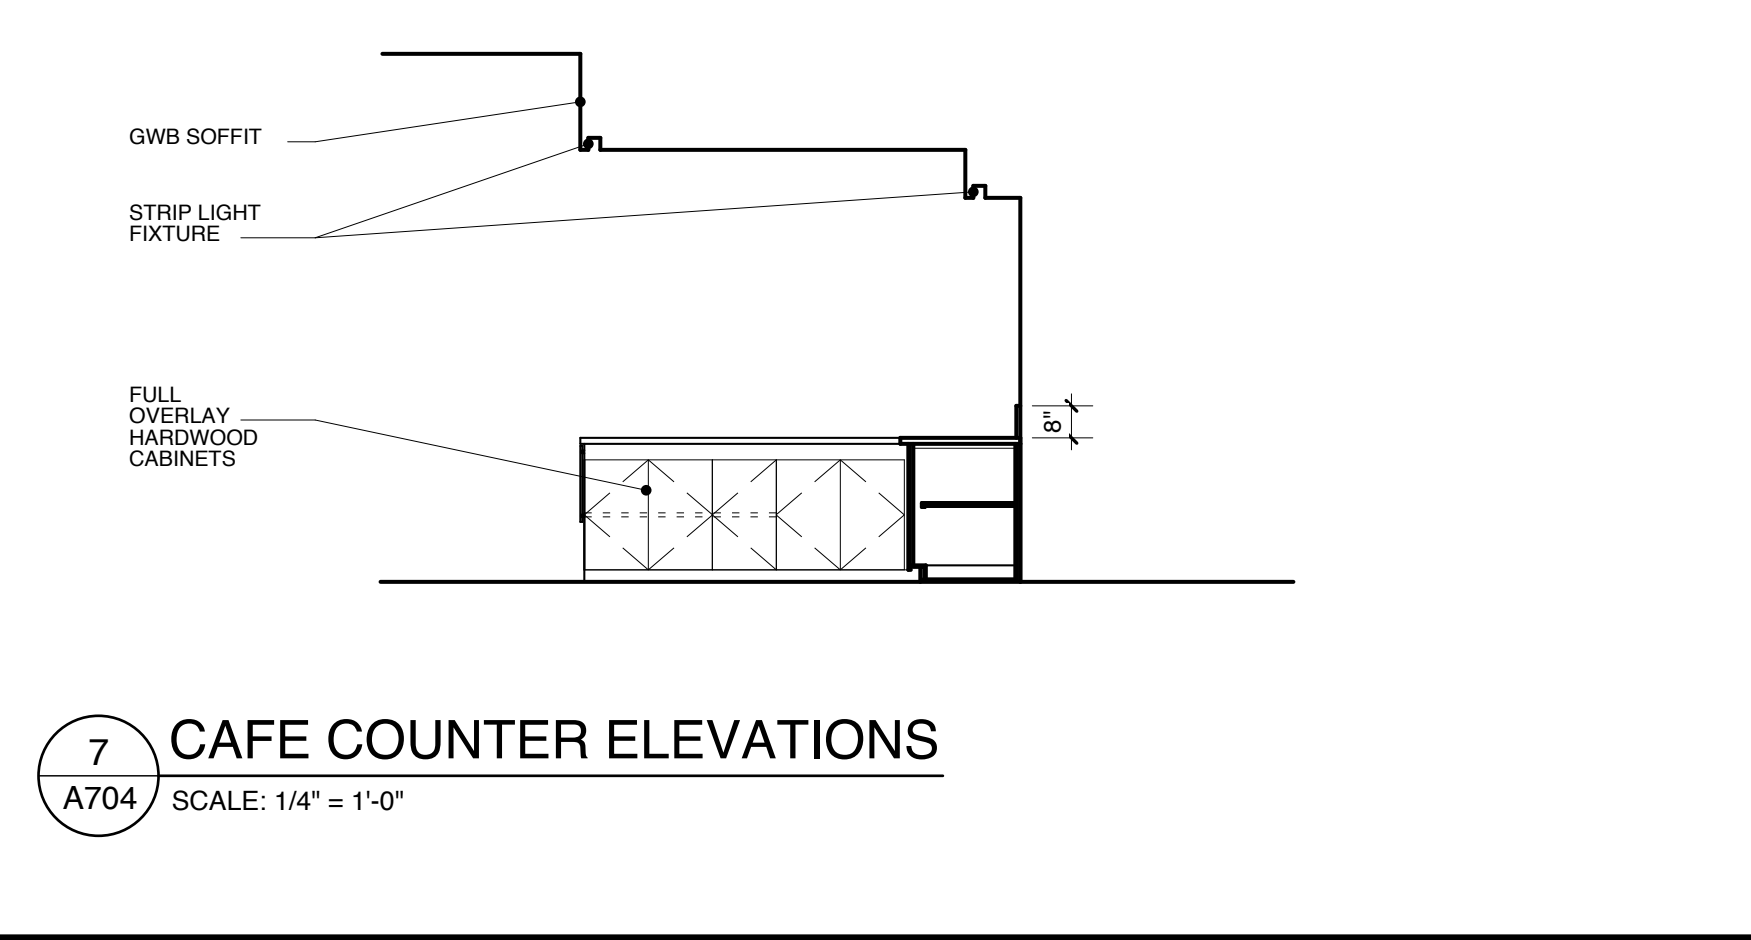 GWB SOFFIT
STRIP LIGHT
FIXTURE
FULL
OVERLAY
HARDWOOD
CABINETS
8"
7
A704
CAFE COUNTER ELEVATIONS
SCALE: 1/4" = 1'-0"